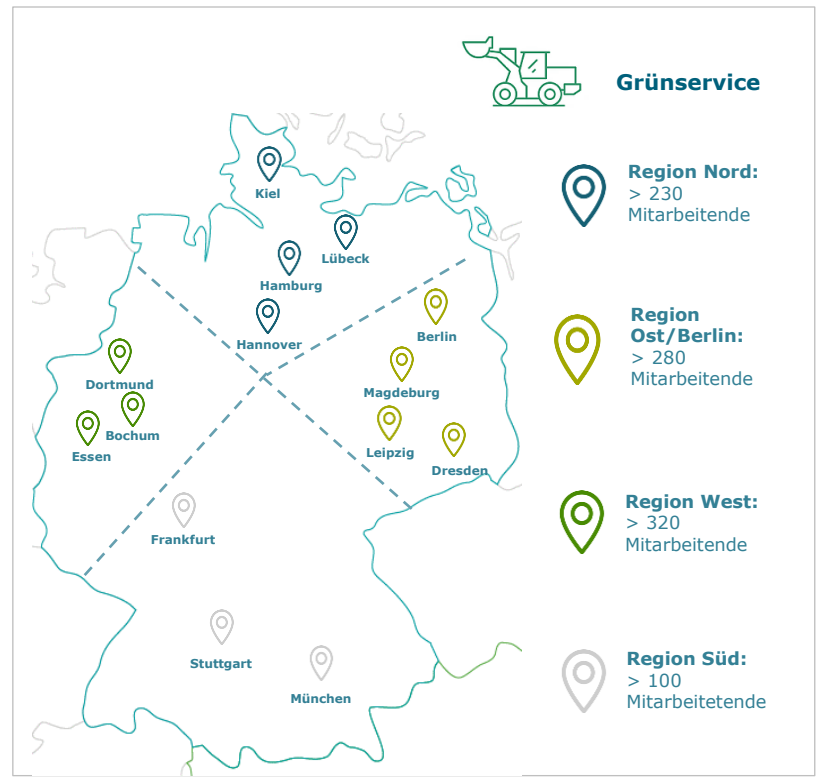 Grünservice
Kiel
Lübeck
Hamburg
Hannover
Berlin
Dortmund
Magdeburg
Bochum
Essen
Leipzig
Dresden
Frankfurt
Stuttgart
München
Region Nord:
> 230
Mitarbeitende
Region
Ost/Berlin:
> 280
Mitarbeitende
Region West:
> 320
Mitarbeitende
Region Süd:
> 100
Mitarbeitetende